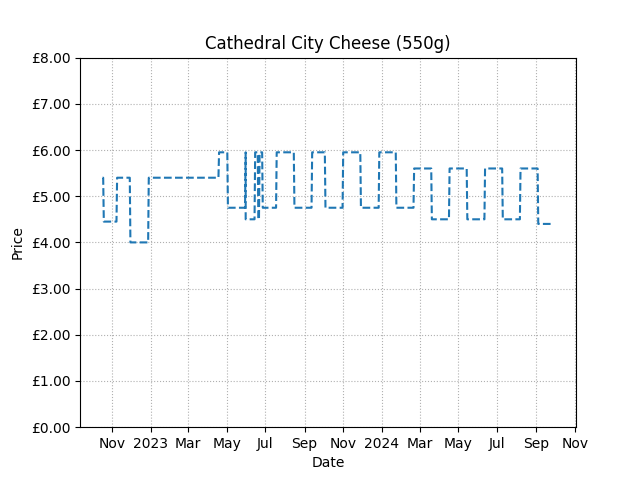 Cathedral City Cheese (550g)
£8.00
£7.00
£6.00
£5.00
£4.00
£3.00
£2.00
£1.00
£0.00
Price
Nov 2023 Mar May Jul Sep Nov 2024 Mar May Jul Sep Nov
Date